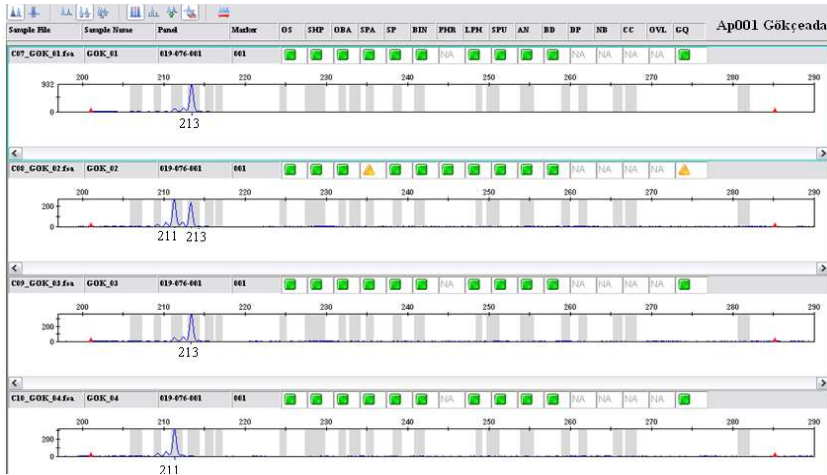 Sample File Sample Name Panel Marker OS SHP OBA SPA SP BIN PHR LPH SPU AN BD DP NB CC OVL GQ Ap001 Gökçeada
C07_GOK_01.fsa GOK_01 019-076-001 001 NA NA NA NA NA
200 210 220 230 240 250 260 270 280 290
932
0
213
C08_GOK_02.fsa GOK_02 019-076-001 001 NA NA NA NA
200 210 220 230 240 250 260 270 280 290
200
0
211 213
C09_GOK_03.fsa GOK_03 019-076-001 001 NA NA NA NA NA
200 210 220 230 240 250 260 270 280 290
200
0
213
C10_GOK_04.fsa GOK_04 019-076-001 001 NA NA NA NA NA
200 210 220 230 240 250 260 270 280 290
200
0
211